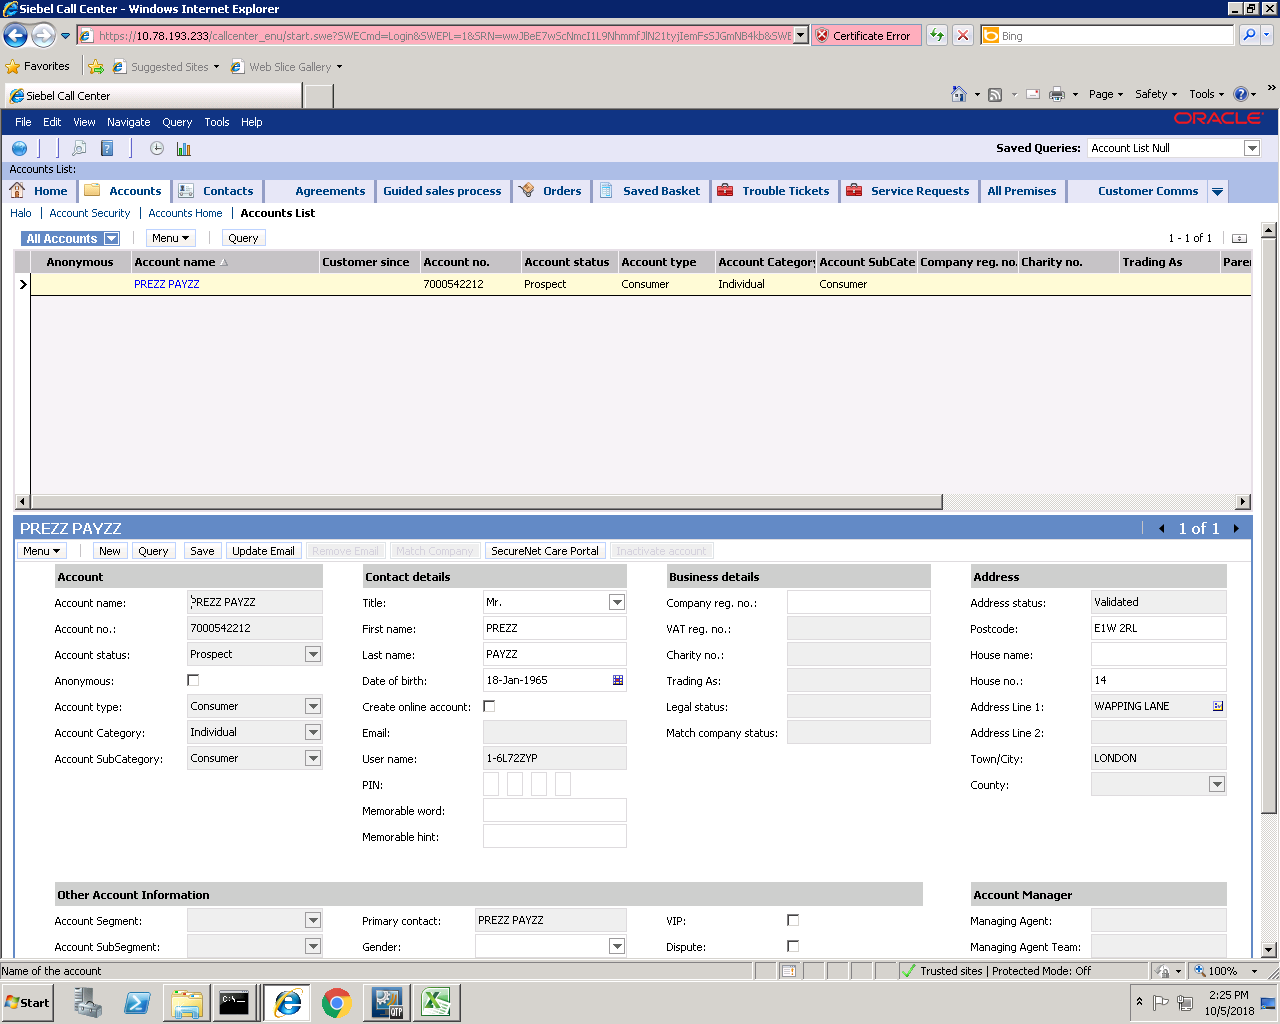 Siebel Call Center - Windows Internet Explorer
https://10.78.193.233/callcenter_enu/start.swe?SWECmd=Login&SWEPL=1&SRN=
Certificate Error
Bing
Favorites
Suggested Sites
Web Slice Gallery
Siebel Call Center
Page
Safety
Tools
File Edit View Navigate Query Tools Help
ORACLE
Saved Queries: Account List Null
Accounts List:
Home Accounts Contacts Agreements Guided sales process Orders Saved Basket Trouble Tickets Service Requests All Premises Customer Comms
Halo | Account Security | Accounts Home | Accounts List
All Accounts Menu Query 1 - 1 of 1
Anonymous Account name Customer since Account no. Account status Account type Account Category Account SubCate Company reg. no. Charity no. Trading As Pare
PREZZ PAYZZ 7000542212 Prospect Consumer Individual Consumer
PREZZ PAYZZ 1 of 1
Menu New Query Save Update Email Remove Email Match Company SecureNet Care Portal Inactivate account
Account Contact details Business details Address
Account name: PREZZ PAYZZ Title: Mr. Company reg. no.: Address status: Validated
Account no.: 7000542212 First name: PREZZ VAT reg. no.: Postcode: E1W 2RL
Account status: Prospect Last name: PAYZZ Charity no.: House name:
Anonymous: Date of birth: 18-Jan-1965 Trading As: House no.: 14
Account type: Consumer Create online account: Legal status: Address Line 1: WAPPING LANE
Account Category: Individual Email: Match company status: Address Line 2:
Account SubCategory: Consumer User name: 1-6L72ZYP Town/City: LONDON
PIN: County:
Memorable word:
Memorable hint:
Other Account Information Account Manager
Account Segment: Primary contact: PREZZ PAYZZ VIP: Managing Agent:
Account SubSegment: Gender: Dispute: Managing Agent Team:
Name of the account Trusted sites | Protected Mode: Off 100%
Start
C:\
QTP
2:25 PM
10/5/2018